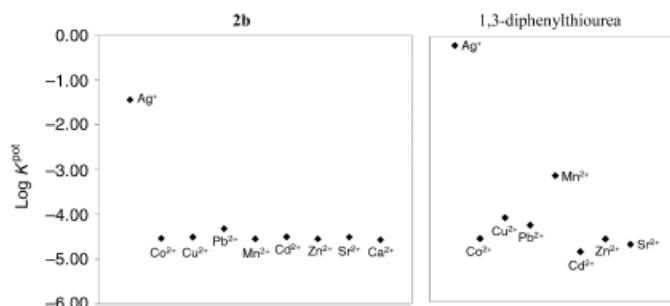 2b
1,3-diphenylthiourea
Log K^pot
0.00
−1.00
−2.00
−3.00
−4.00
−5.00
−6.00
Ag⁺
Co²⁺
Cu²⁺
Pb²⁺
Mn²⁺
Cd²⁺
Zn²⁺
Sr²⁺
Ca²⁺
Ag⁺
Mn²⁺
Cu²⁺
Co²⁺
Pb²⁺
Cd²⁺
Zn²⁺
Sr²⁺